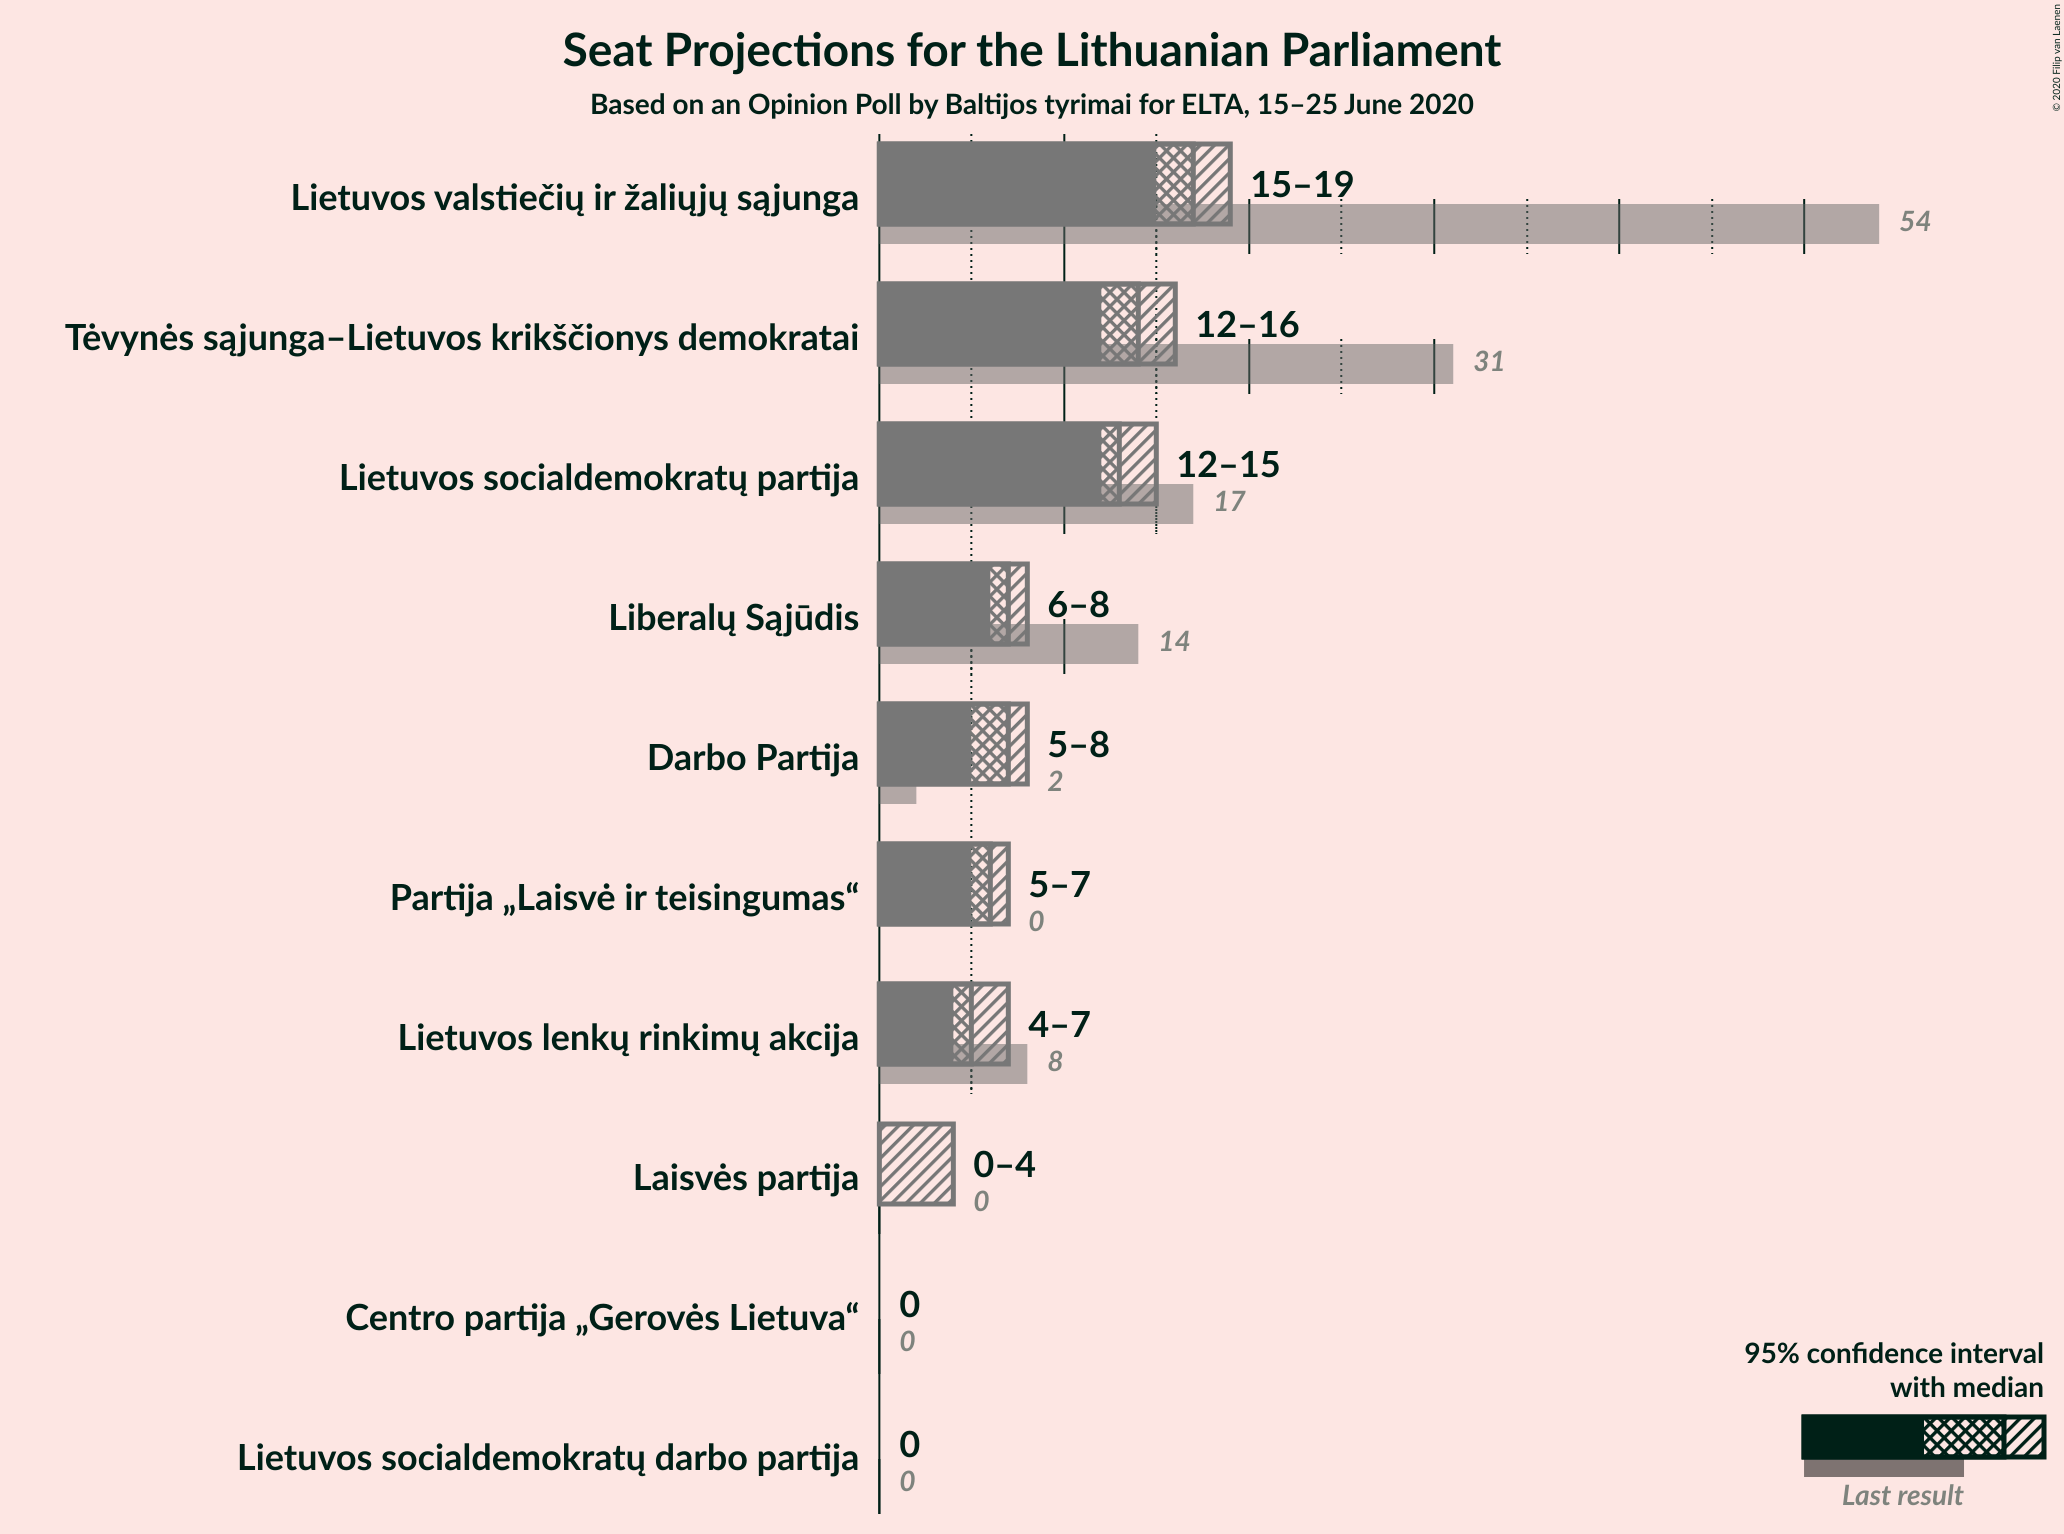 Seat Projections for the Lithuanian Parliament
Based on an Opinion Poll by Baltijos tyrimai for ELTA, 15–25 June 2020
© 2020 Filip van Laenen
Lietuvos valstiečių ir žaliųjų sąjunga
15–19
54
Tėvynės sąjunga–Lietuvos krikščionys demokratai
12–16
31
Lietuvos socialdemokratų partija
12–15
17
Liberalų Sąjūdis
6–8
14
Darbo Partija
5–8
2
Partija „Laisvė ir teisingumas“
5–7
0
Lietuvos lenkų rinkimų akcija
4–7
8
Laisvės partija
0–4
0
Centro partija „Gerovės Lietuva“
0
0
Lietuvos socialdemokratų darbo partija
0
0
95% confidence interval
with median
Last result